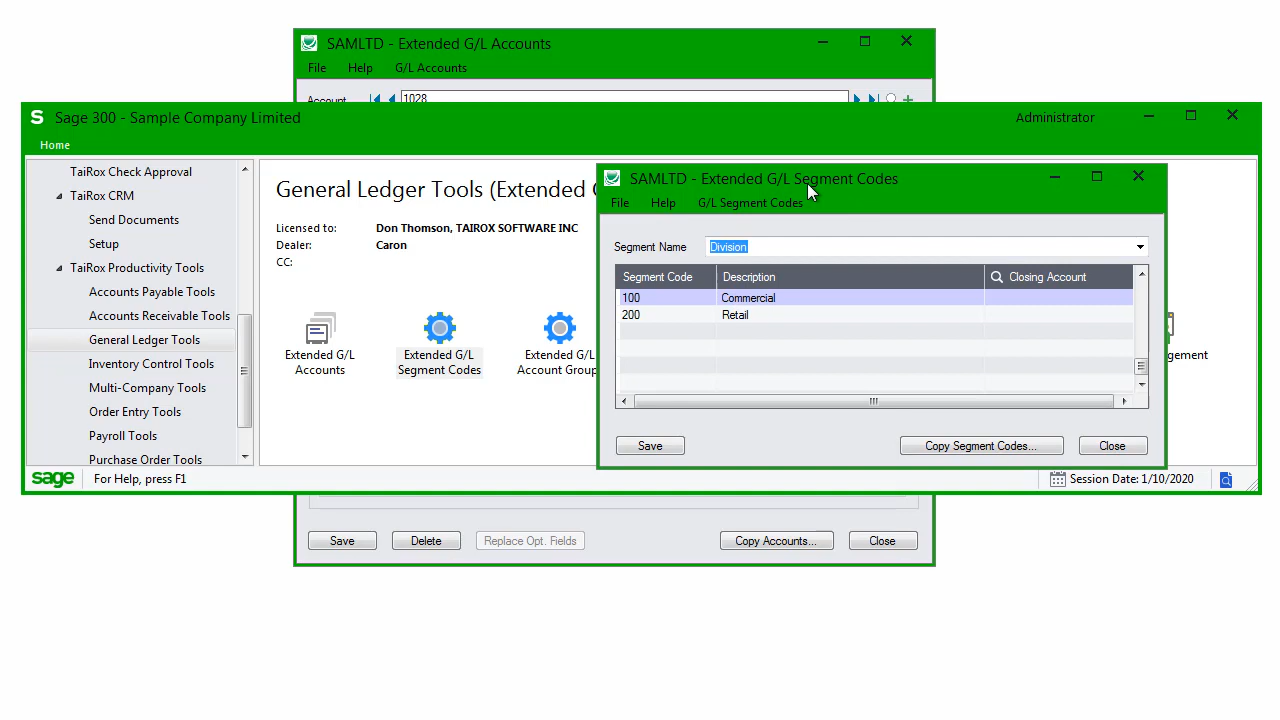 SAMLTD - Extended G/L Accounts
File Help G/L Accounts
Account 1028
S Sage 300 - Sample Company Limited Administrator
Home
TaiRox Check Approval
TaiRox CRM
Send Documents
Setup
TaiRox Productivity Tools
Accounts Payable Tools
Accounts Receivable Tools
General Ledger Tools
Inventory Control Tools
Multi-Company Tools
Order Entry Tools
Payroll Tools
Purchase Order Tools
General Ledger Tools (Extended
Licensed to: Don Thomson, TAIROX SOFTWARE INC
Dealer: Caron
CC:
Extended G/L
Accounts
Extended G/L
Segment Codes
Extended G/L
Account Group
SAMLTD - Extended G/L Segment Codes
File Help G/L Segment Codes
Segment Name Division
Segment Code Description Closing Account
100 Commercial
200 Retail
Save Copy Segment Codes... Close
sage For Help, press F1 Session Date: 1/10/2020
Save Delete Replace Opt. Fields Copy Accounts... Close